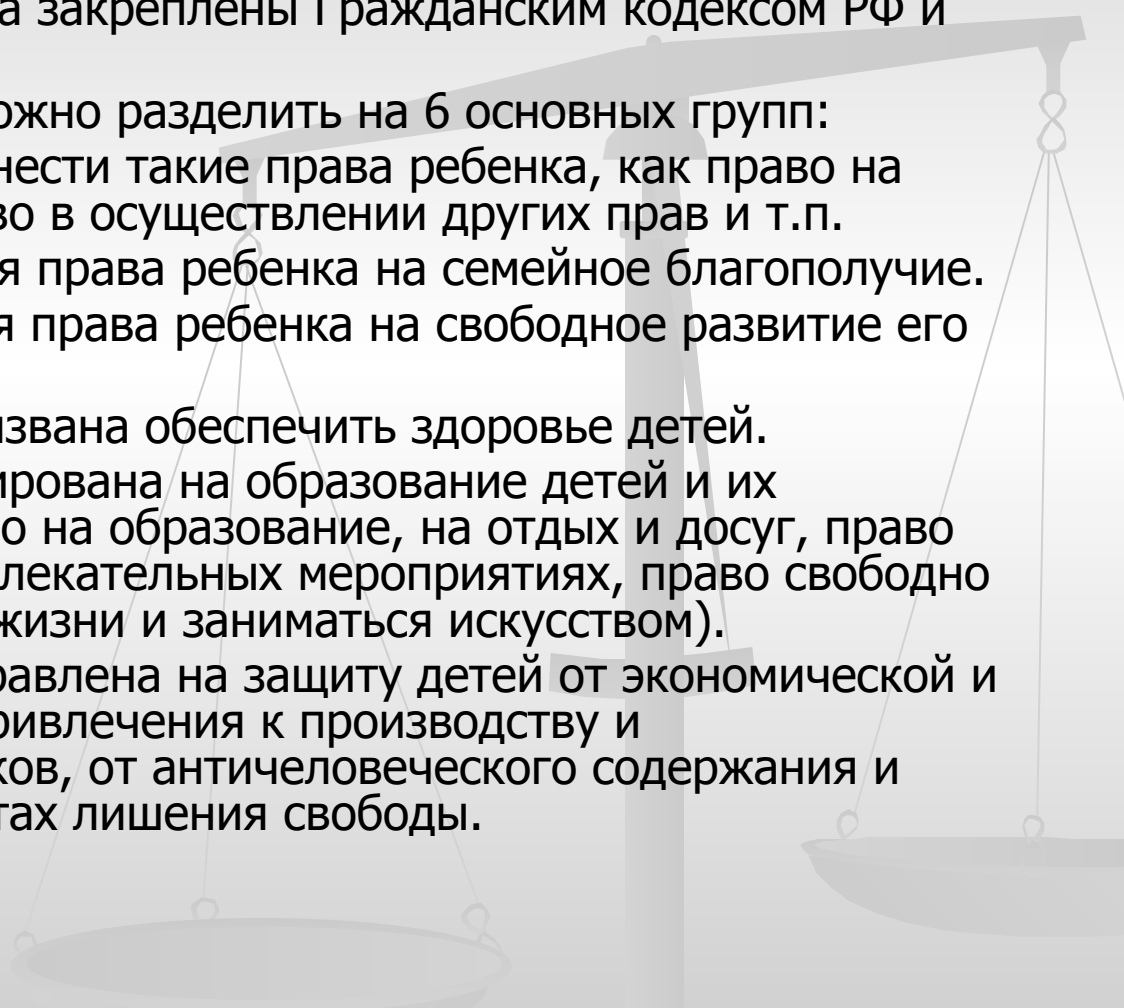 а закреплены Гражданским кодексом РФ и
ожно разделить на 6 основных групп:
нести такие права ребенка, как право на
во в осуществлении других прав и т.п.
я права ребенка на семейное благополучие.
я права ребенка на свободное развитие его
извана обеспечить здоровье детей.
ирована на образование детей и их
о на образование, на отдых и досуг, право
лекательных мероприятиях, право свободно
жизни и заниматься искусством).
равлена на защиту детей от экономической и
ривлечения к производству и
ков, от античеловеческого содержания и
тах лишения свободы.